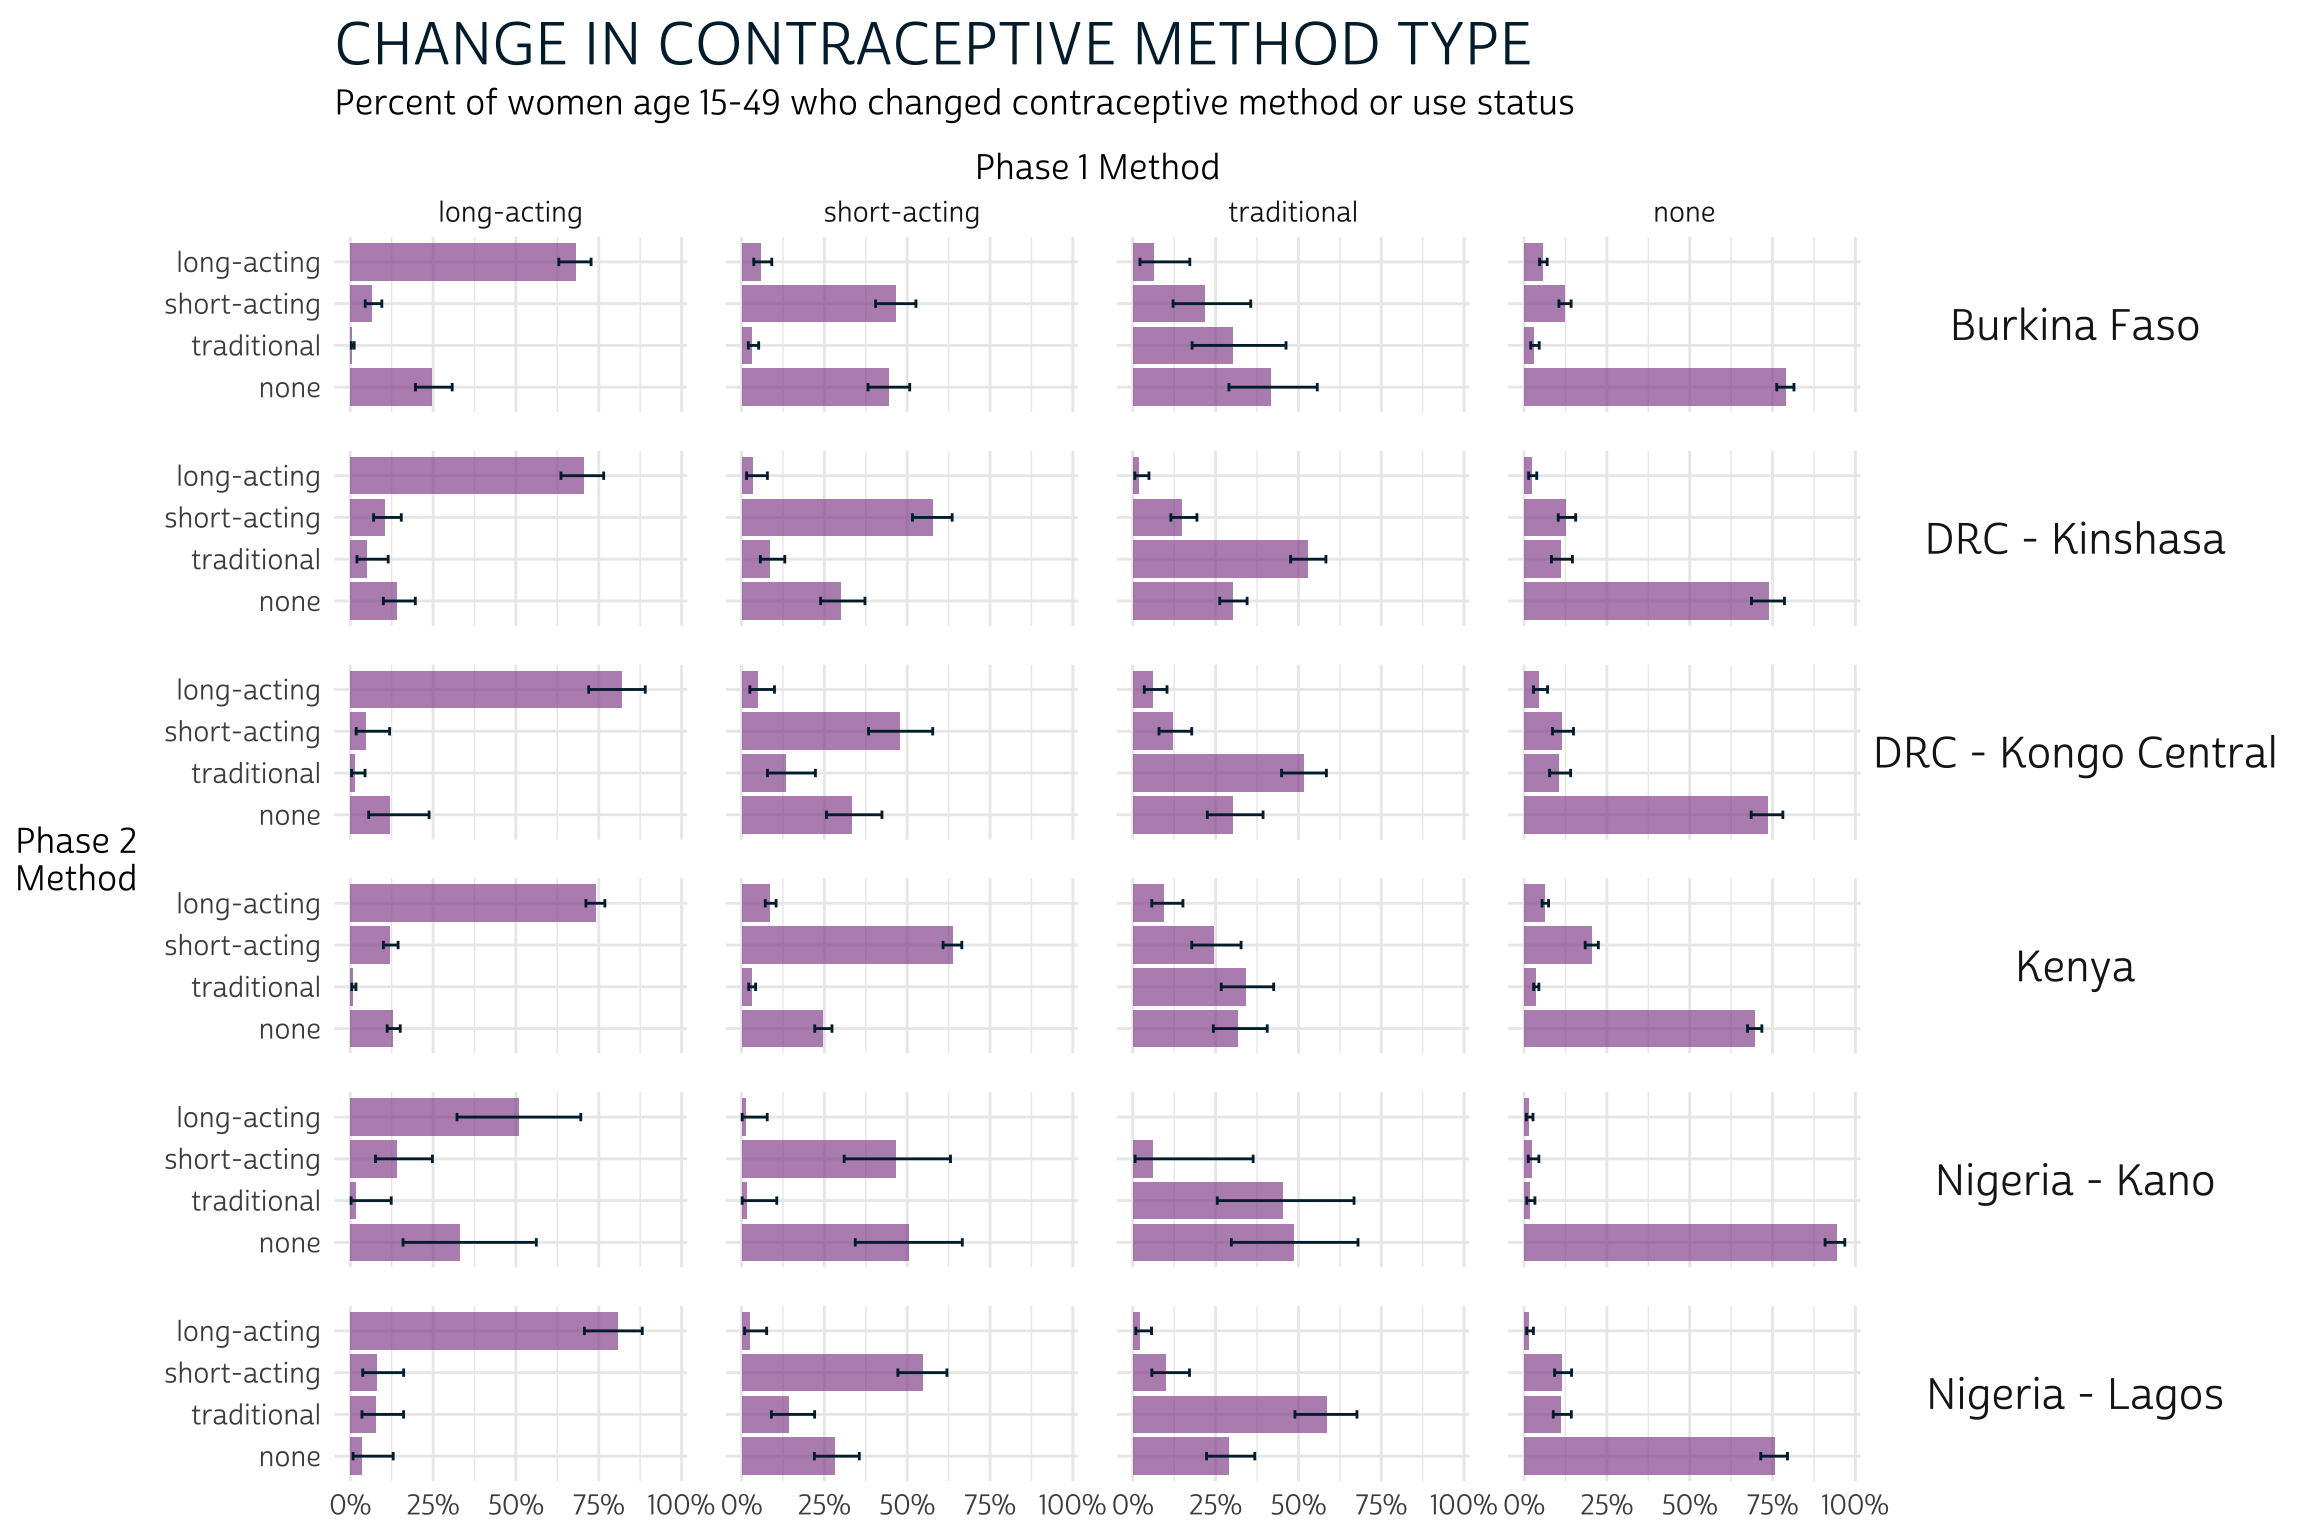 CHANGE IN CONTRACEPTIVE METHOD TYPE
Percent of women age 15-49 who changed contraceptive method or use status
Phase 1 Method
long-acting short-acting traditional none
long-acting
short-acting
traditional
none
Burkina Faso
long-acting
short-acting
traditional
none
DRC - Kinshasa
long-acting
short-acting
traditional
none
DRC - Kongo Central
Phase 2
Method
long-acting
short-acting
traditional
none
Kenya
long-acting
short-acting
traditional
none
Nigeria - Kano
long-acting
short-acting
traditional
none
Nigeria - Lagos
0% 25% 50% 75% 100% 0% 25% 50% 75% 100% 0% 25% 50% 75% 100% 0% 25% 50% 75% 100%